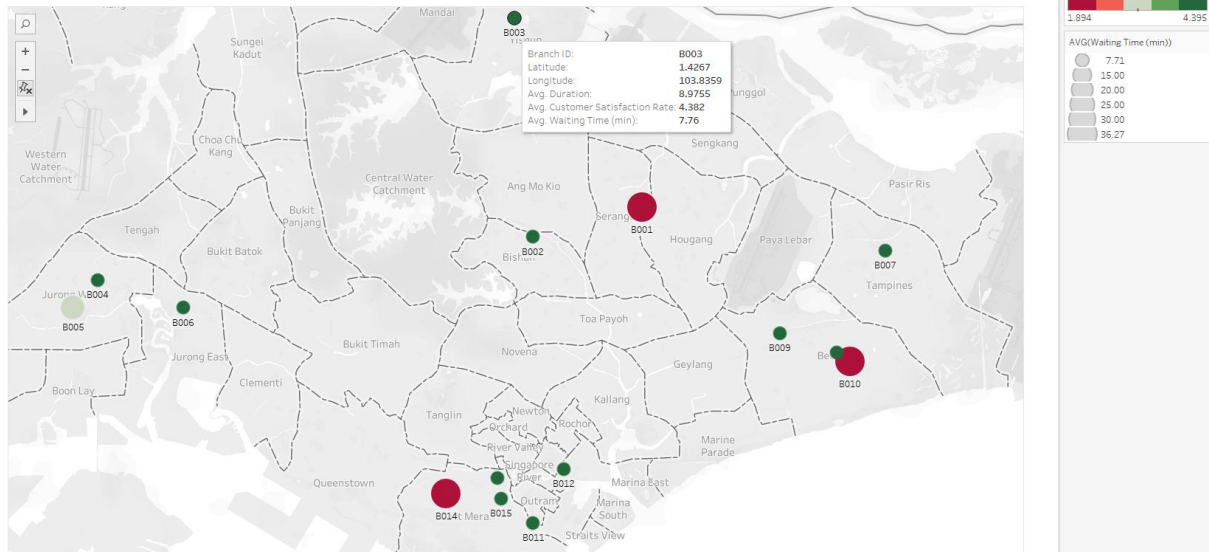 Mandai
Sungei
Kadut
B003
Yishun
Branch ID: B003
Latitude: 1.4267
Longitude: 103.8359
Avg. Duration: 8.9755
Avg. Customer Satisfaction Rate: 4.382
Avg. Waiting Time (min): 7.76
Punggol
Choa Chu
Kang
Sengkang
Western
Water
Catchment
Central Water
Catchment
Ang Mo Kio
Pasir Ris
Bukit
Panjang
Serang
B001
Tengah
Hougang
Paya Lebar
Bukit Batok
B002
Bishan
B007
Tampines
Jurong W
B004
B005
B006
Toa Payoh
Bukit Timah
Novena
B009
Be
B010
Jurong East
Geylang
Boon Lay
Clementi
Kallang
Tanglin
Newton
Orchard
Rochor
River Valley
Marine
Parade
Singapore
River
B012
Queenstown
Marina East
B014
t Mera
B015
Outram
Marina
South
B011
Straits View
1.894 4.395
AVG(Waiting Time (min))
7.71
15.00
20.00
25.00
30.00
36.27